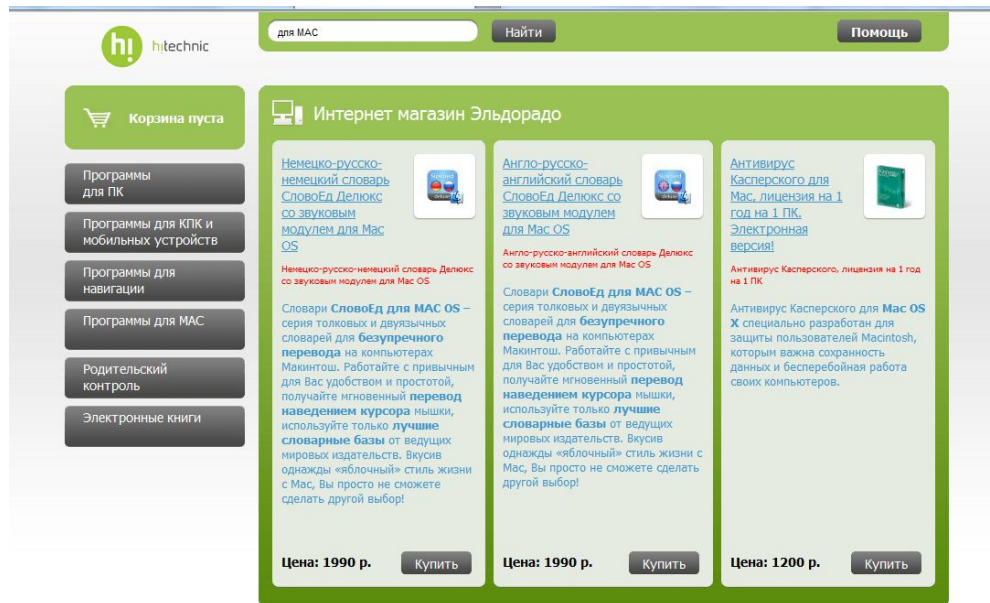 hi hitechnic
для МАС
Найти
Помощь
Корзина пуста
Программы
для ПК
Программы для КПК и
мобильных устройств
Программы для
навигации
Программы для МАС
Родительский
контроль
Электронные книги
Интернет магазин Эльдорадо
Немецко-русско-
немецкий словарь
СловоЕд Делюкс
со звуковым
модулем для Mac
OS
Немецко-русско-немецкий словарь Делюкс
со звуковым модулем для Mac OS
Словари СловоЕд для MAC OS –
серия толковых и двуязычных
словарей для безупречного
перевода на компьютерах
Макинтош. Работайте с привычным
для Вас удобством и простотой,
получайте мгновенный перевод
наведением курсора мышки,
используйте только лучшие
словарные базы от ведущих
мировых издательств. Вкусив
однажды «яблочный» стиль жизни
с Mac, Вы просто не сможете
сделать другой выбор!
Цена: 1990 р.
Купить
Англо-русско-
английский словарь
СловоЕд Делюкс со
звуковым модулем
для Mac OS
Англо-русско-английский словарь Делюкс
со звуковым модулем для Mac OS
Словари СловоЕд для MAC OS –
серия толковых и двуязычных
словарей для безупречного
перевода на компьютерах
Макинтош. Работайте с привычным
для Вас удобством и простотой,
получайте мгновенный перевод
наведением курсора мышки,
используйте только лучшие
словарные базы от ведущих
мировых издательств. Вкусив
однажды «яблочный» стиль жизни с
Mac, Вы просто не сможете сделать
другой выбор!
Цена: 1990 р.
Купить
Антивирус
Касперского для
Mac, лицензия на 1
год на 1 ПК.
Электронная
версия!
Антивирус Касперского, лицензия на 1 год
на 1 ПК
Антивирус Касперского для Mac OS
X специально разработан для
защиты пользователей Macintosh,
которым важна сохранность
данных и бесперебойная работа
своих компьютеров.
Цена: 1200 р.
Купить